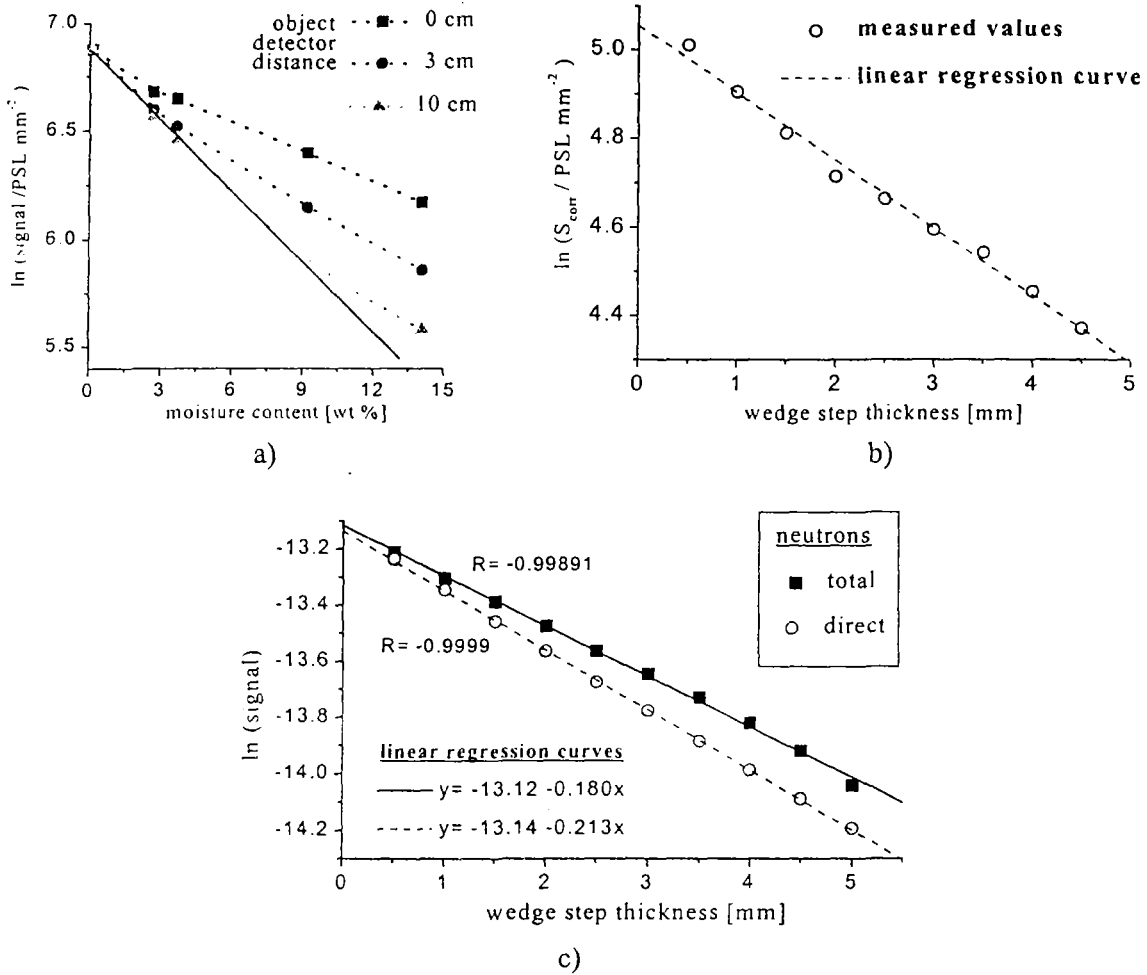 object detector distance
0 cm
3 cm
10 cm
ln (signal /PSL mm⁻²)
7.0
6.5
6.0
5.5
0 3 6 9 12 15
moisture content [wt %]
a)
measured values
linear regression curve
ln (S_corr / PSL mm⁻²)
5.0
4.8
4.6
4.4
0 1 2 3 4 5
wedge step thickness [mm]
b)
neutrons
total
direct
R= -0.99891
R= -0.9999
linear regression curves
y= -13.12 -0.180x
y= -13.14 -0.213x
ln (signal)
-13.2
-13.4
-13.6
-13.8
-14.0
-14.2
0 1 2 3 4 5
wedge step thickness [mm]
c)